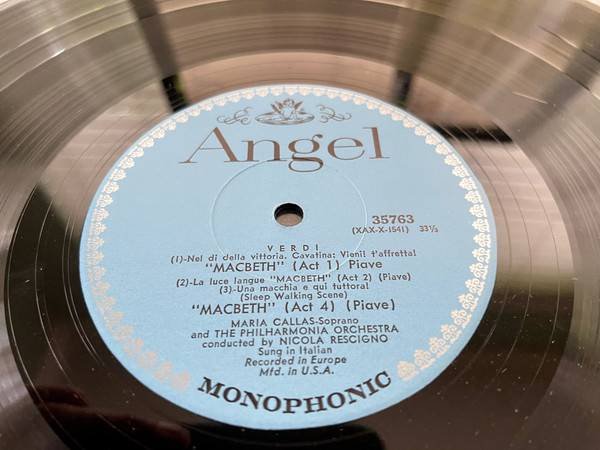 Angel
35763
(XAX-X-1541) 33⅓
VERDI
(1)-Nel di della vittoria. Cavatina: Vieni! t'affretta!
"MACBETH" (Act 1) Piave
(2)-La luce langue "MACBETH" (Act 2) (Piave)
(3)-Una macchia e qui tuttora!
(Sleep Walking Scene)
"MACBETH" (Act 4) (Piave)
MARIA CALLAS-Soprano
and THE PHILHARMONIA ORCHESTRA
conducted by NICOLA RESCIGNO
Sung in Italian
Recorded in Europe
Mfd. in U.S.A.
MONOPHONIC